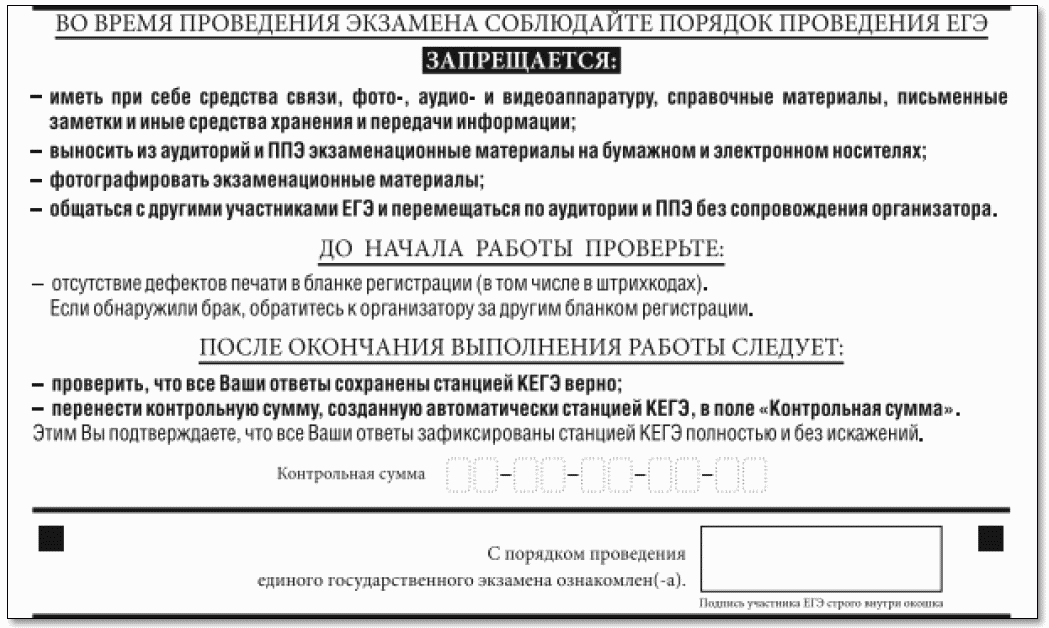 ВО ВРЕМЯ ПРОВЕДЕНИЯ ЭКЗАМЕНА СОБЛЮДАЙТЕ ПОРЯДОК ПРОВЕДЕНИЯ ЕГЭ
ЗАПРЕЩАЕТСЯ:
– иметь при себе средства связи, фото-, аудио- и видеоаппаратуру, справочные материалы, письменные
заметки и иные средства хранения и передачи информации;
– выносить из аудиторий и ППЭ экзаменационные материалы на бумажном и электронном носителях;
– фотографировать экзаменационные материалы;
– общаться с другими участниками ЕГЭ и перемещаться по аудитории и ППЭ без сопровождения организатора.
ДО НАЧАЛА РАБОТЫ ПРОВЕРЬТЕ:
– отсутствие дефектов печати в бланке регистрации (в том числе в штрихкодах).
Если обнаружили брак, обратитесь к организатору за другим бланком регистрации.
ПОСЛЕ ОКОНЧАНИЯ ВЫПОЛНЕНИЯ РАБОТЫ СЛЕДУЕТ:
– проверить, что все Ваши ответы сохранены станцией КЕГЭ верно;
– перенести контрольную сумму, созданную автоматически станцией КЕГЭ, в поле «Контрольная сумма».
Этим Вы подтверждаете, что все Ваши ответы зафиксированы станцией КЕГЭ полностью и без искажений.
Контрольная сумма – – – –
С порядком проведения
единого государственного экзамена ознакомлен(-а).
Подпись участника ЕГЭ строго внутри окошка